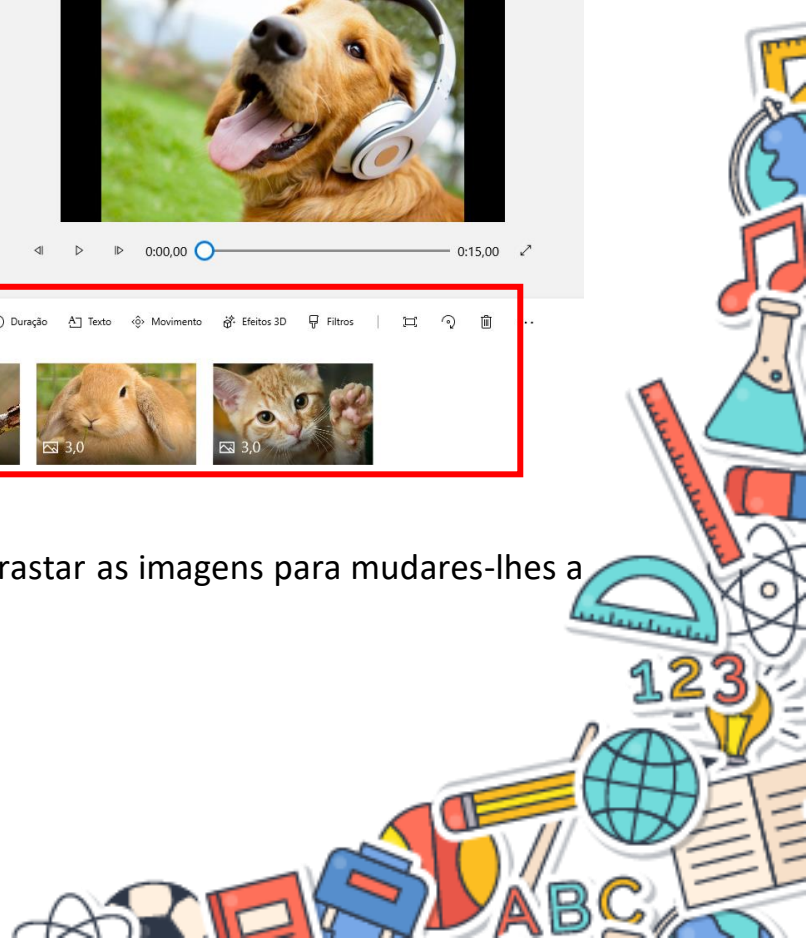 0:00,00 0:15,00
Duração Texto Movimento Efeitos 3D Filtros
3,0 3,0
as imagens para mudares-lhes a
123
ABC